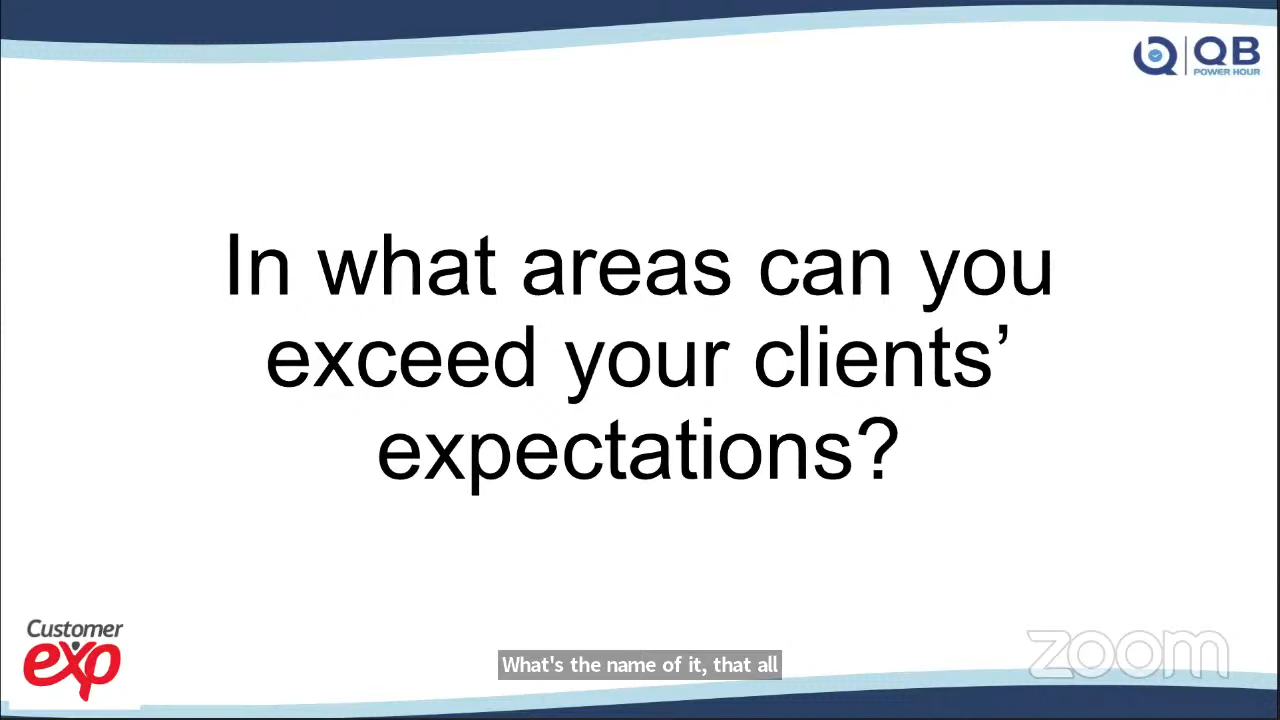 QB
POWER HOUR
In what areas can you
exceed your clients’
expectations?
Customer
exp
zoom
What's the name of it, that all